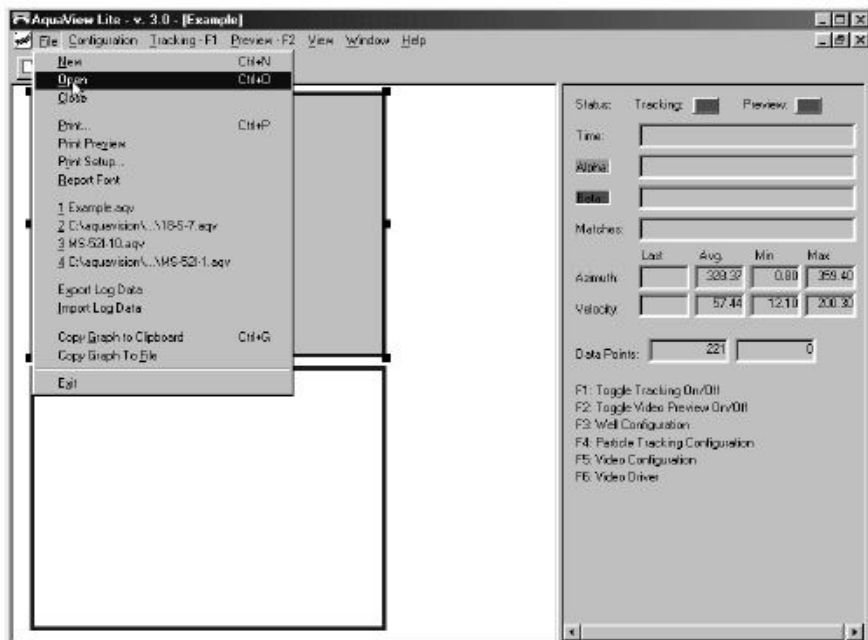 AquaView Lite - v. 3.0 - [Example]
File Configuration Tracking - F1 Preview - F2 View Window Help
New Ctrl+N
Open Ctrl+O
Close
Print... Ctrl+P
Print Preview
Print Setup...
Report Font
1 Example.aqv
2 C:\aquavision\...\18-S-7.aqv
3 MS-52I-10.aqv
4 C:\aquavision\...\MS-52I-1.aqv
Export Log Data
Import Log Data
Copy Graph to Clipboard Ctrl+G
Copy Graph To File
Exit
Status: Tracking: Preview:
Time:
Alpha:
Beta:
Matches:
Last Avg. Min Max
Azimuth: 328.37 0.80 359.40
Velocity: 57.44 12.10 200.30
Data Points: 221 0
F1: Toggle Tracking On/Off
F2: Toggle Video Preview On/Off
F3: Well Configuration
F4: Particle Tracking Configuration
F5: Video Configuration
F6: Video Driver